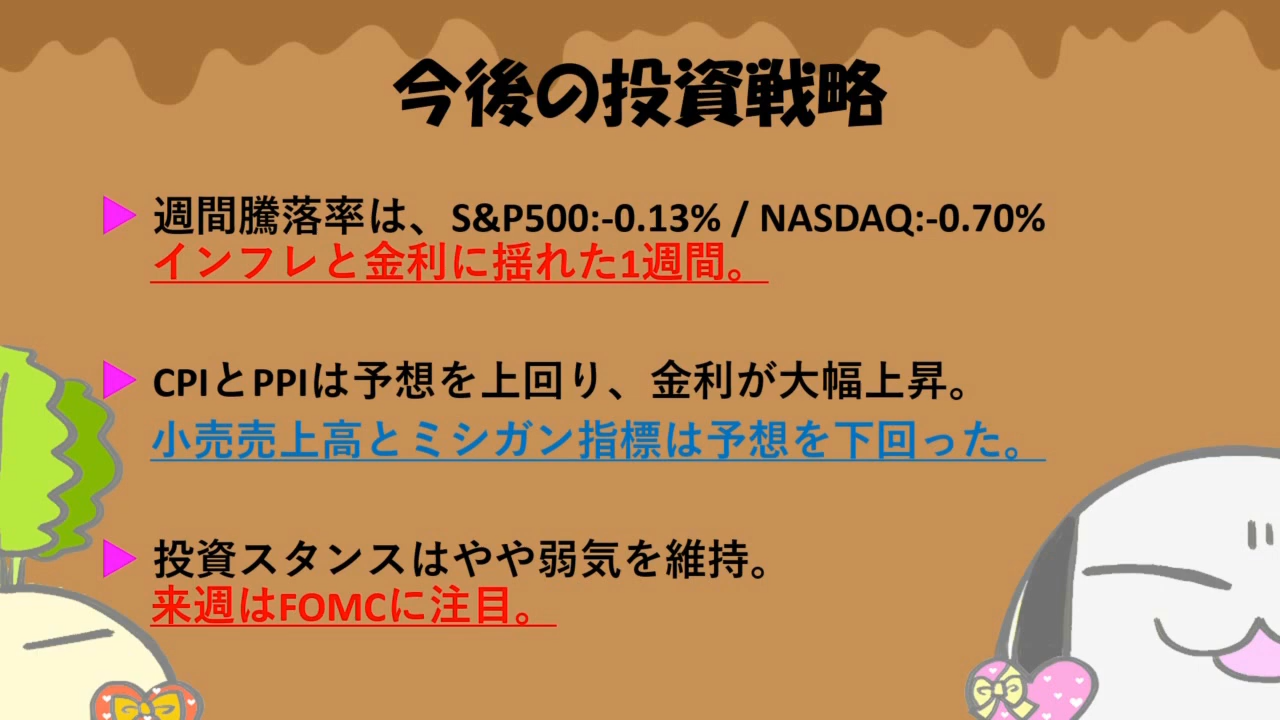 今後の投資戦略
週間騰落率は、S&P500:-0.13% / NASDAQ:-0.70%
インフレと金利に揺れた1週間。
CPIとPPIは予想を上回り、金利が大幅上昇。
小売売上高とミシガン指標は予想を下回った。
投資スタンスはやや弱気を維持。
来週はFOMCに注目。